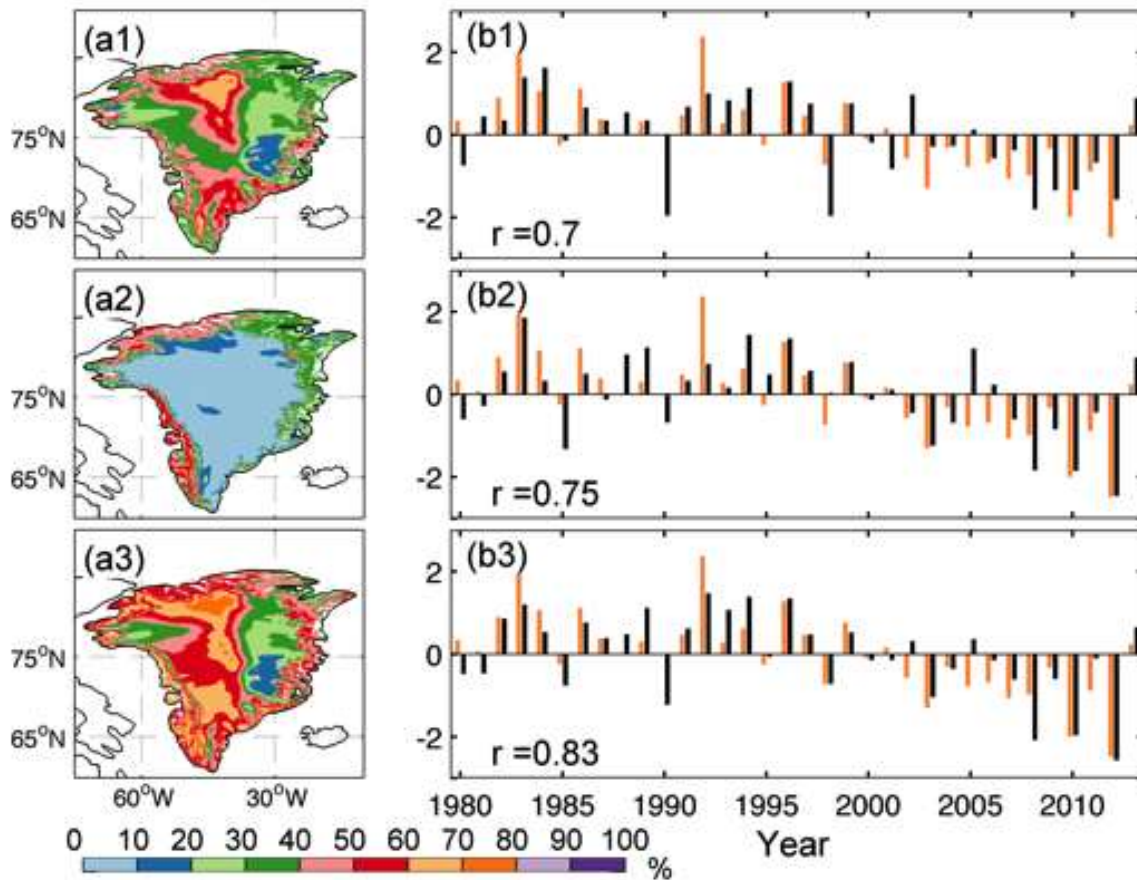 (a1)
75°N
65°N
(b1)
2
0
-2
r =0.7
(a2)
75°N
65°N
(b2)
2
0
-2
r =0.75
(a3)
75°N
65°N
60°W 30°W
(b3)
2
0
-2
r =0.83
1980 1985 1990 1995 2000 2005 2010
Year
0 10 20 30 40 50 60 70 80 90 100
%